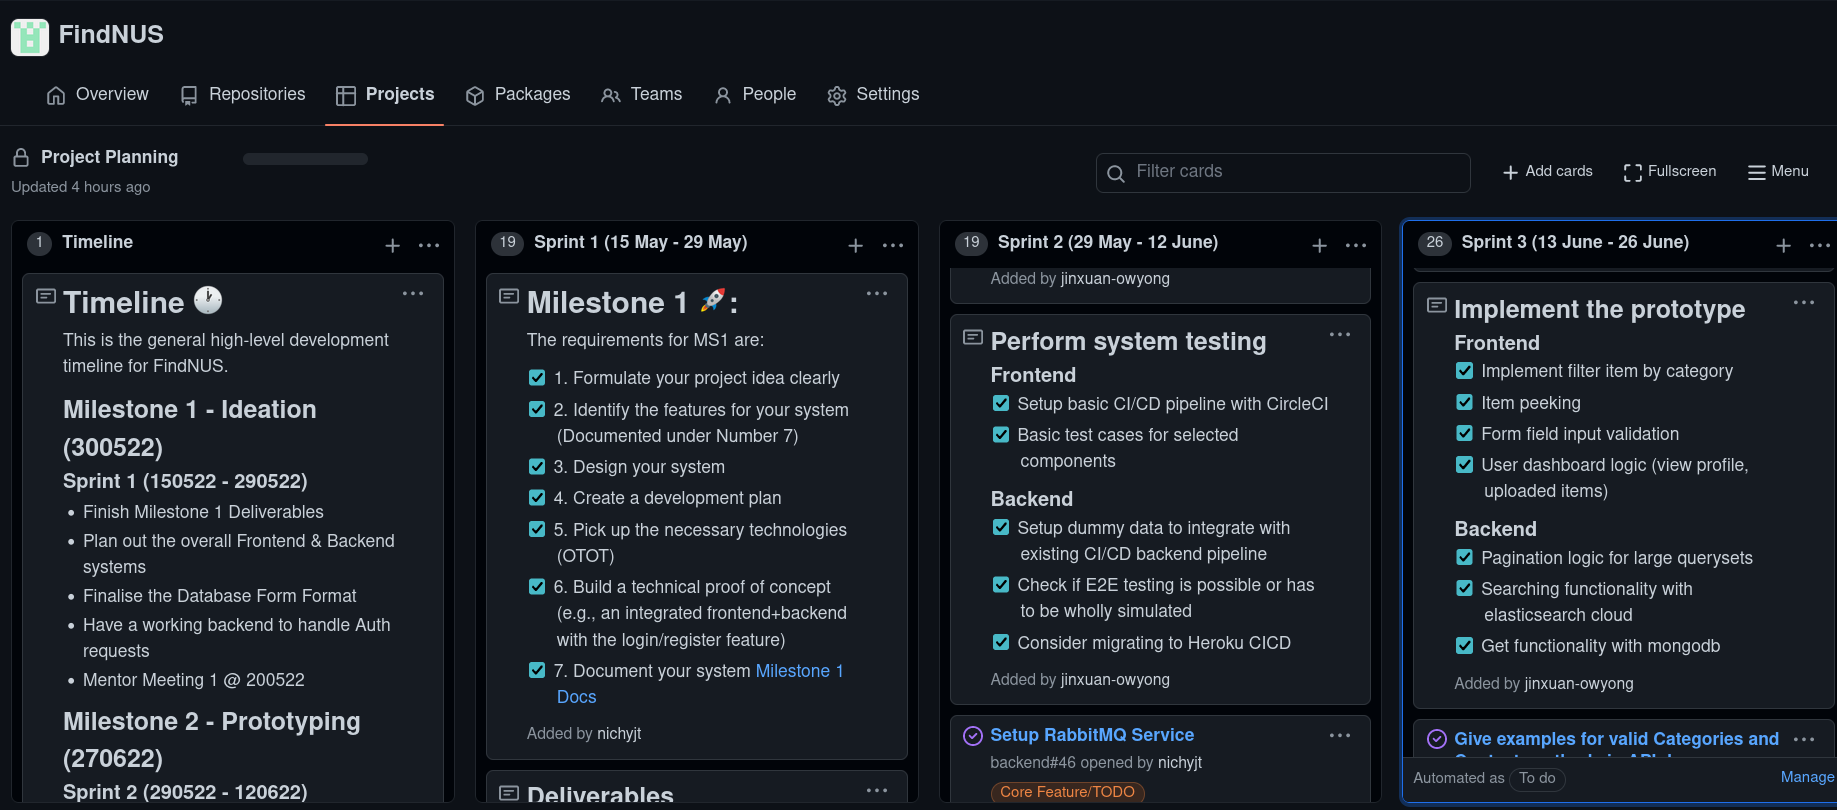 FindNUS
Overview
Repositories
Projects
Packages
Teams
People
Settings
Project Planning
Updated 4 hours ago
Filter cards
Add cards
Fullscreen
Menu
1 Timeline
Timeline 🕐
This is the general high-level development
timeline for FindNUS.
Milestone 1 - Ideation
(300522)
Sprint 1 (150522 - 290522)
• Finish Milestone 1 Deliverables
• Plan out the overall Frontend & Backend
systems
• Finalise the Database Form Format
• Have a working backend to handle Auth
requests
• Mentor Meeting 1 @ 200522
Milestone 2 - Prototyping
(270622)
Sprint 2 (290522 - 120622)
19 Sprint 1 (15 May - 29 May)
Milestone 1 🚀:
The requirements for MS1 are:
1. Formulate your project idea clearly
2. Identify the features for your system
(Documented under Number 7)
3. Design your system
4. Create a development plan
5. Pick up the necessary technologies
(OTOT)
6. Build a technical proof of concept
(e.g., an integrated frontend+backend
with the login/register feature)
7. Document your system Milestone 1
Docs
Added by nichyjt
Deliverables
19 Sprint 2 (29 May - 12 June)
Added by jinxuan-owyong
Perform system testing
Frontend
Setup basic CI/CD pipeline with CircleCI
Basic test cases for selected
components
Backend
Setup dummy data to integrate with
existing CI/CD backend pipeline
Check if E2E testing is possible or has
to be wholly simulated
Consider migrating to Heroku CICD
Added by jinxuan-owyong
Setup RabbitMQ Service
backend#46 opened by nichyjt
Core Feature/TODO
26 Sprint 3 (13 June - 26 June)
Implement the prototype
Frontend
Implement filter item by category
Item peeking
Form field input validation
User dashboard logic (view profile,
uploaded items)
Backend
Pagination logic for large querysets
Searching functionality with
elasticsearch cloud
Get functionality with mongodb
Added by jinxuan-owyong
Give examples for valid Categories and
Automated as To do
Manage